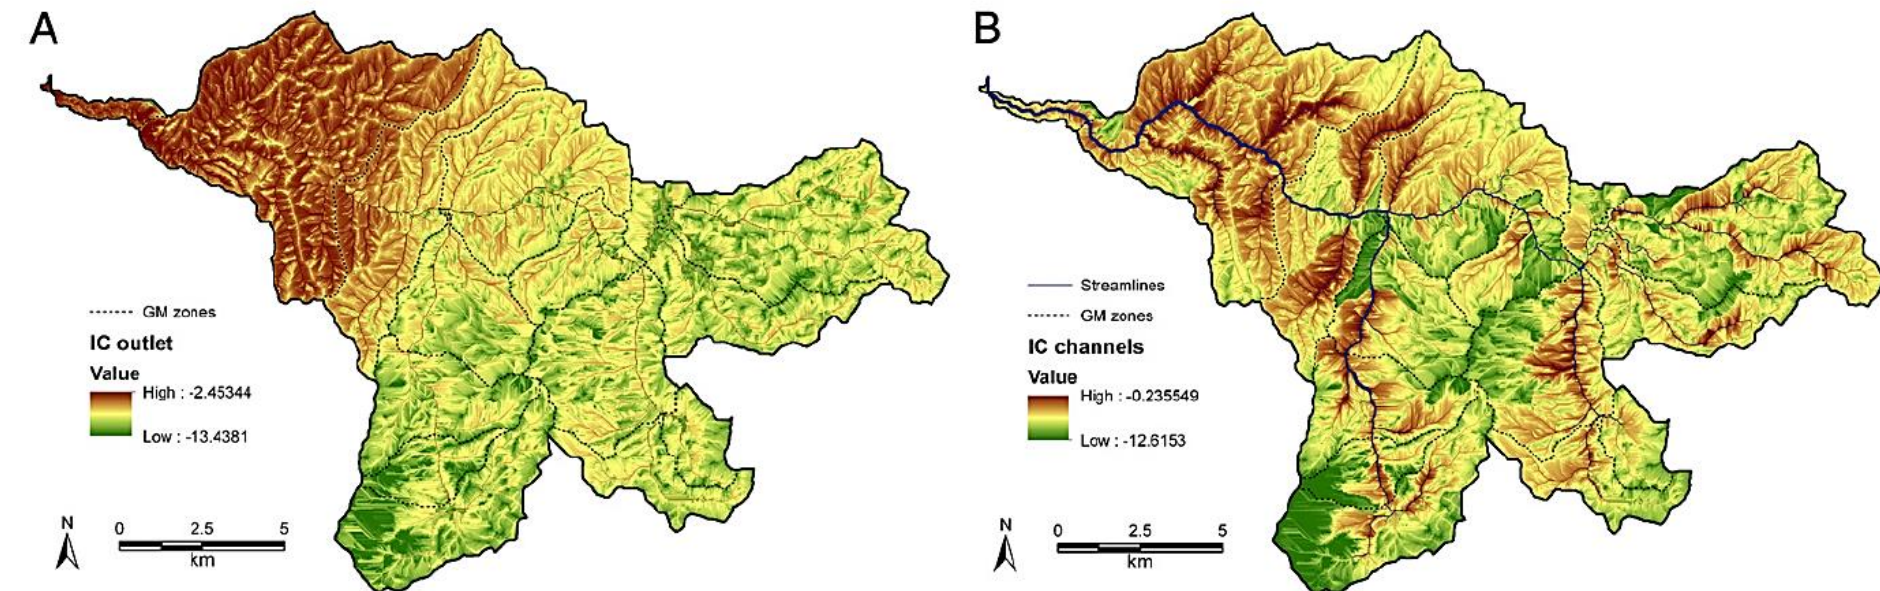 A
GM zones
IC outlet
Value
High : -2.45344
Low : -13.4381
N
0 2.5 5
km
B
Streamlines
GM zones
IC channels
Value
High : -0.235549
Low : -12.6153
N
0 2.5 5
km